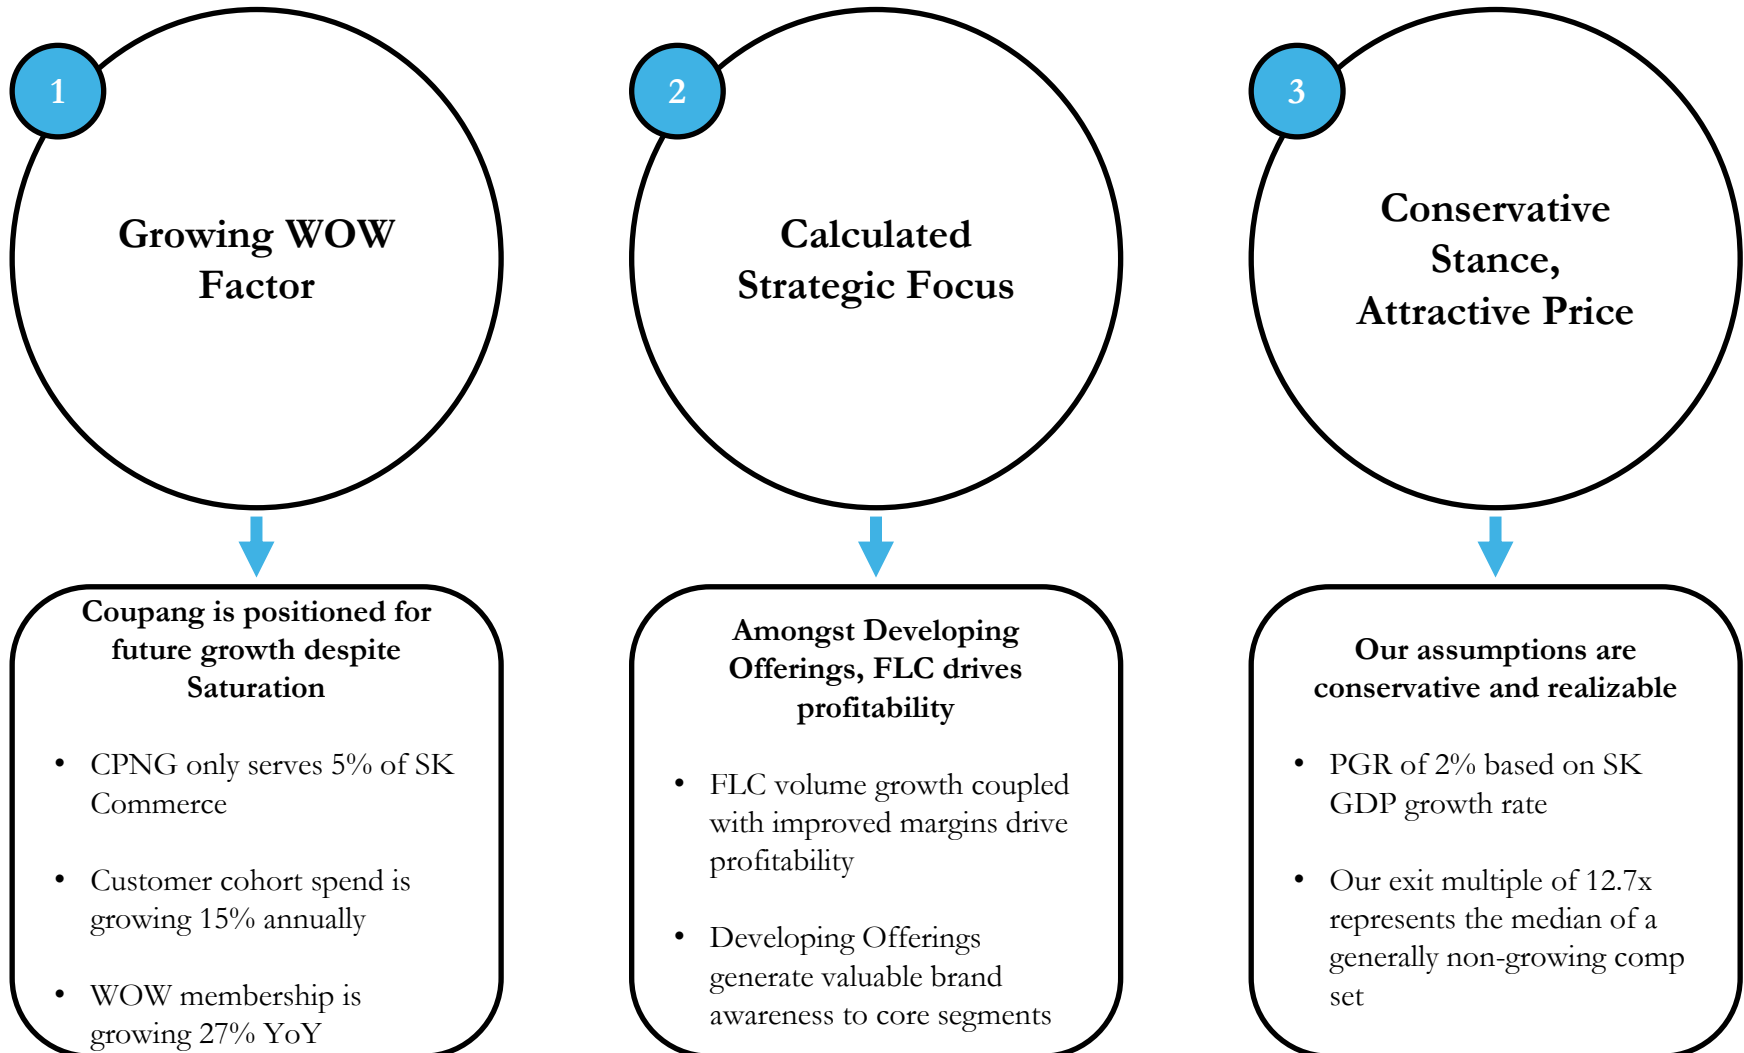 1
Growing WOW
Factor
Coupang is positioned for
future growth despite
Saturation
• CPNG only serves 5% of SK
Commerce
• Customer cohort spend is
growing 15% annually
• WOW membership is
growing 27% YoY
2
Calculated
Strategic Focus
Amongst Developing
Offerings, FLC drives
profitability
• FLC volume growth coupled
with improved margins drive
profitability
• Developing Offerings
generate valuable brand
awareness to core segments
3
Conservative
Stance,
Attractive Price
Our assumptions are
conservative and realizable
• PGR of 2% based on SK
GDP growth rate
• Our exit multiple of 12.7x
represents the median of a
generally non-growing comp
set